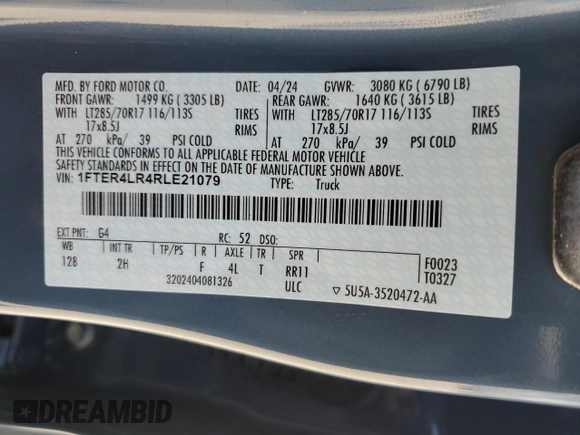 MFD. BY FORD MOTOR CO. DATE: 04/24 GVWR: 3080 KG ( 6790 LB)
FRONT GAWR: 1499 KG ( 3305 LB) REAR GAWR: 1640 KG ( 3615 LB)
WITH LT285/70R17 116/113S TIRES WITH LT285/70R17 116/113S TIRES
17x8.5J RIMS 17x8.5J RIMS
AT 270 kPa/ 39 PSI COLD AT 270 kPa/ 39 PSI COLD
THIS VEHICLE CONFORMS TO ALL APPLICABLE FEDERAL MOTOR VEHICLE
SAFETY STANDARDS IN EFFECT ON THE DATE OF MANUFACTURE SHOWN ABOVE.
VIN: 1FTER4LR4RLE21079 TYPE: Truck
EXT PNT: G4 RC: 52 DSO:
WB INT TR TP/PS R AXLE TR SPR
128 2H F 4L T RR11 F0023
3202404081326 ULC T0327
▽ 5U5A-3520472-AA
DREAMBID